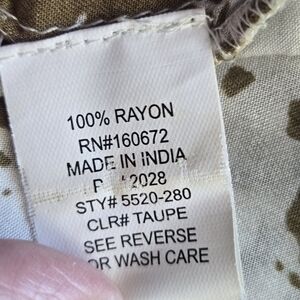 100% RAYON
RN#160672
MADE IN INDIA
2028
STY# 5520-280
CLR# TAUPE
SEE REVERSE
OR WASH CARE